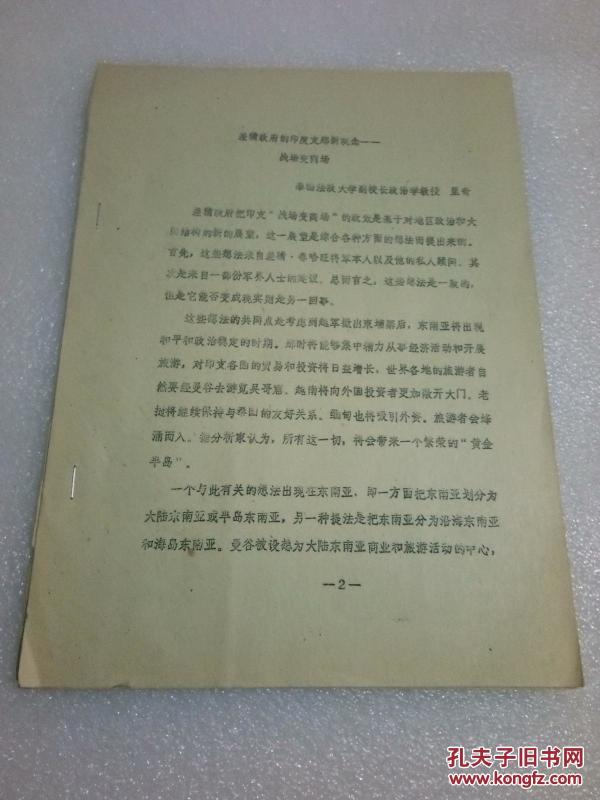 差猜政府的印度支那新观念——
战场变商场
泰国法政大学副校长政治学教授 里奇
差猜政府把印支“战场变商场”的政策是基于对地区政治和大
结构的新的展望，这一展望是综合各种方面的想法而提出来的。
首先，这些想法来自差猜·春哈旺将军本人以及他的私人顾问，其
次是来自一部份军外人士的建议。总而言之，这些想法是一致的，
但是它能否变成现实则是另一回事。
这些想法的共同点是考虑到越军撤出柬埔寨后，东南亚将出现
和平和政治稳定的时期。那时将能够集中精力从事经济活动和开展
旅游，对印支各国的贸易和投资将日益增长，世界各地的旅游者自
然要经曼谷去游览吴哥窟。越南将向外国投资者更加敞开大门。老
挝将继续保持与泰国的友好关系。缅甸也将吸引外资。旅游者会蜂
涌而入。据分析家认为，所有这一切，将会带来一个繁荣的“黄金
半岛”。
一个与此有关的想法出现在东南亚，即一方面把东南亚划分为
大陆东南亚或半岛东南亚，另一种提法是把东南亚分为沿海东南亚
和海岛东南亚。曼谷被设想为大陆东南亚商业和旅游活动的中心，
—2—
孔夫子旧书网
www.kongfz.com